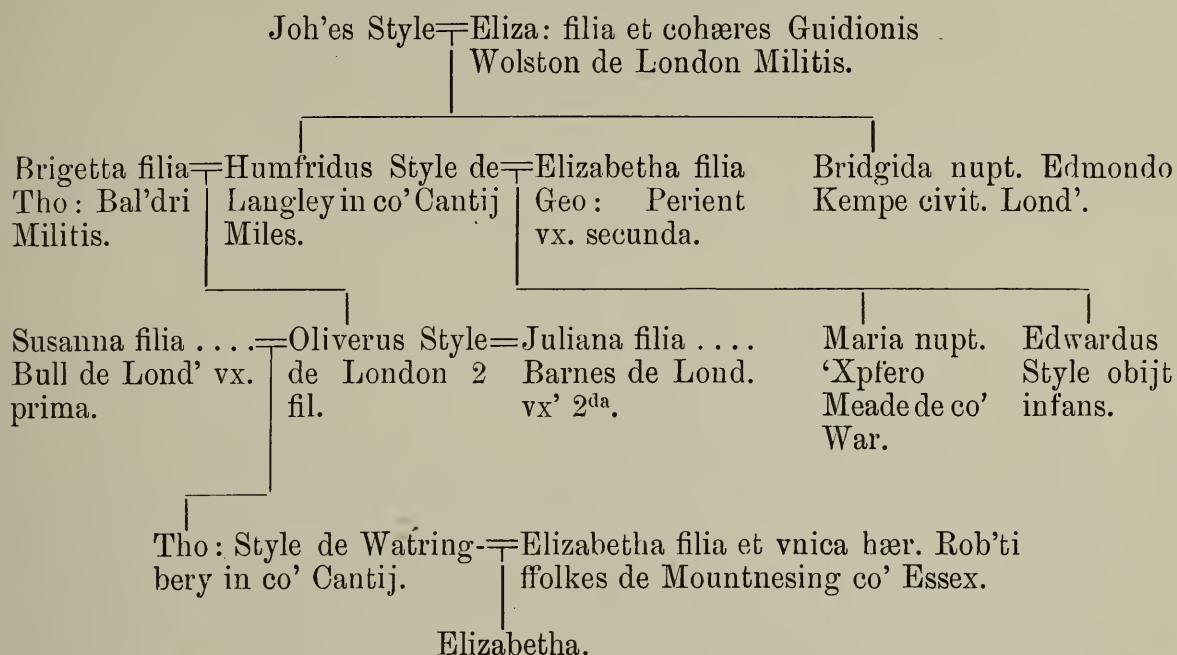 Joh'es Style Eliza: filia et cohæres Guidionis
Wolston de London Militis.
Brigetta filia
Tho: Bal'dri
Militis.
Humfridus Style de
Langley in co' Cantij
Miles.
Elizabetha filia
Geo: Perient
vx. secunda.
Bridgida nupt. Edmondo
Kempe civit. Lond'.
Susanna filia ....
Bull de Lond' vx.
prima.
Oliverus Style
de London 2
fil.
Juliana filia ....
Barnes de Lond.
vx' 2da.
Maria nupt.
'Xpfero
Meade de co'
War.
Edwardus
Style obijt
infans.
Tho: Style de Watring-
bery in co' Cantij.
Elizabetha filia et vnica hær. Rob'ti
ffolkes de Mountnesing co' Essex.
Elizabetha.